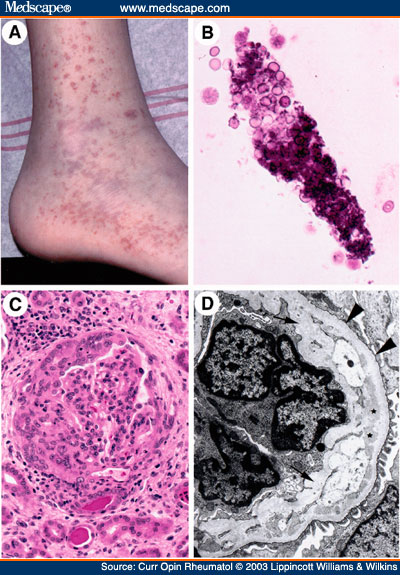 Medscape® www.medscape.com
A
B
C
D
Source: Curr Opin Rheumatol © 2003 Lippincott Williams & Wilkins